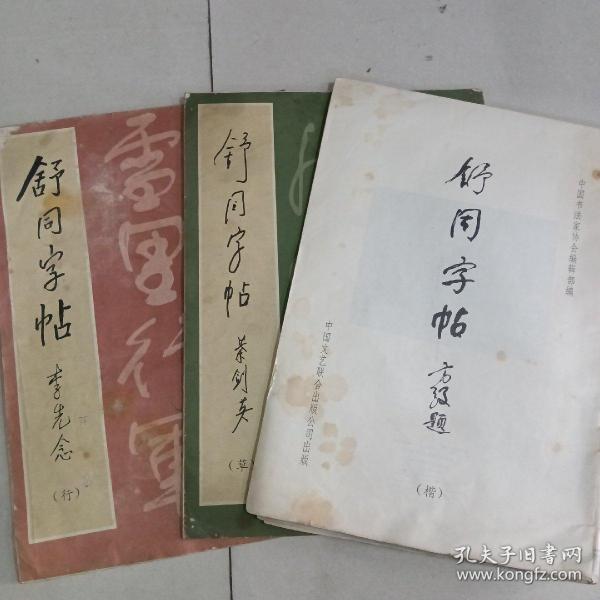 舒同字帖
李先念
(行)
舒同字帖
葉剑英
(草)
中国书法家协会编辑部编
舒同字帖
方毅题
(楷)
中国文艺联合出版公司出版
孔夫子旧书网
www.kongfz.com